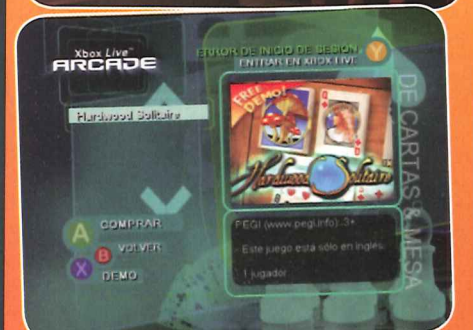 Xbox Live™
ARCADE
ERROR DE INICIO DE SESIÓN
ENTRAR EN XBOX LIVE
Y
Hardwood Solitaire
FREE DEMO!
Hardwood Solitaire
DE CARTAS & MESA
PEGI (www.pegi.info): 3+
- Este juego está sólo en inglés.
1 jugador
A COMPRAR
B VOLVER
X DEMO